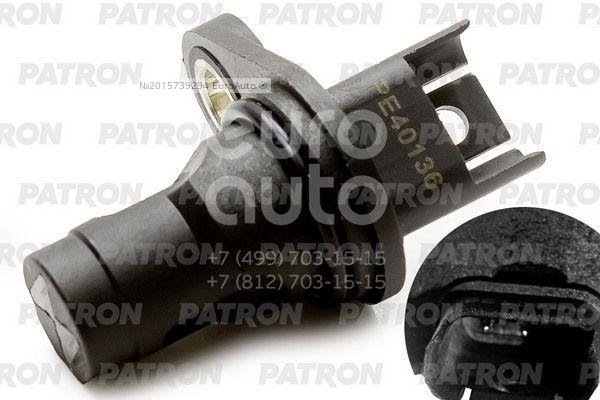 PATRON PATRON PATRON PATRON
№2015739294 EuroAuto ©
PATRON PATRON PATRON
PE40136
euro
auto
PATRON PATRON PATRON PATRON
PATRON PATRON PATRON
+7 (499) 703-15-15
+7 (812) 703-15-15
PATRON PATRON PATRON
PATRON PATRON PATRON
PATRON PATRON PATRON